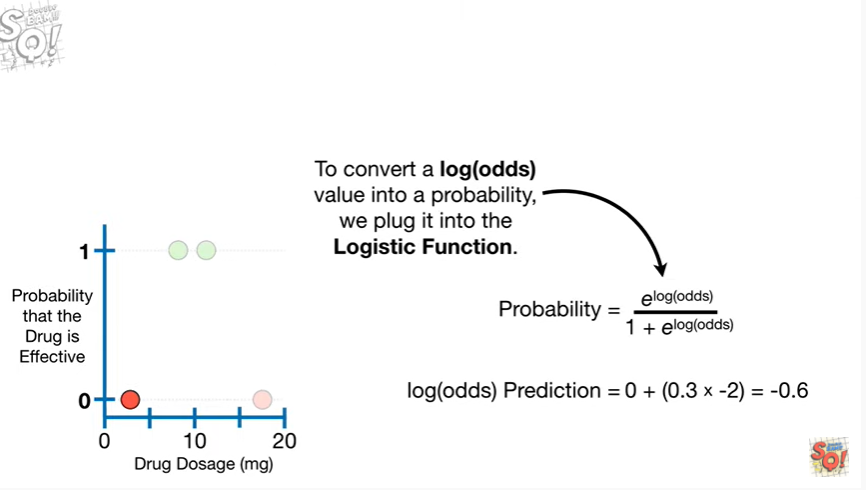 SQ!
To convert a log(odds)
value into a probability,
we plug it into the
Logistic Function.
1
Probability
that the
Drug is
Effective
0
0 10 20
Drug Dosage (mg)
Probability = e^log(odds) / 1 + e^log(odds)
log(odds) Prediction = 0 + (0.3 × -2) = -0.6
SQ!